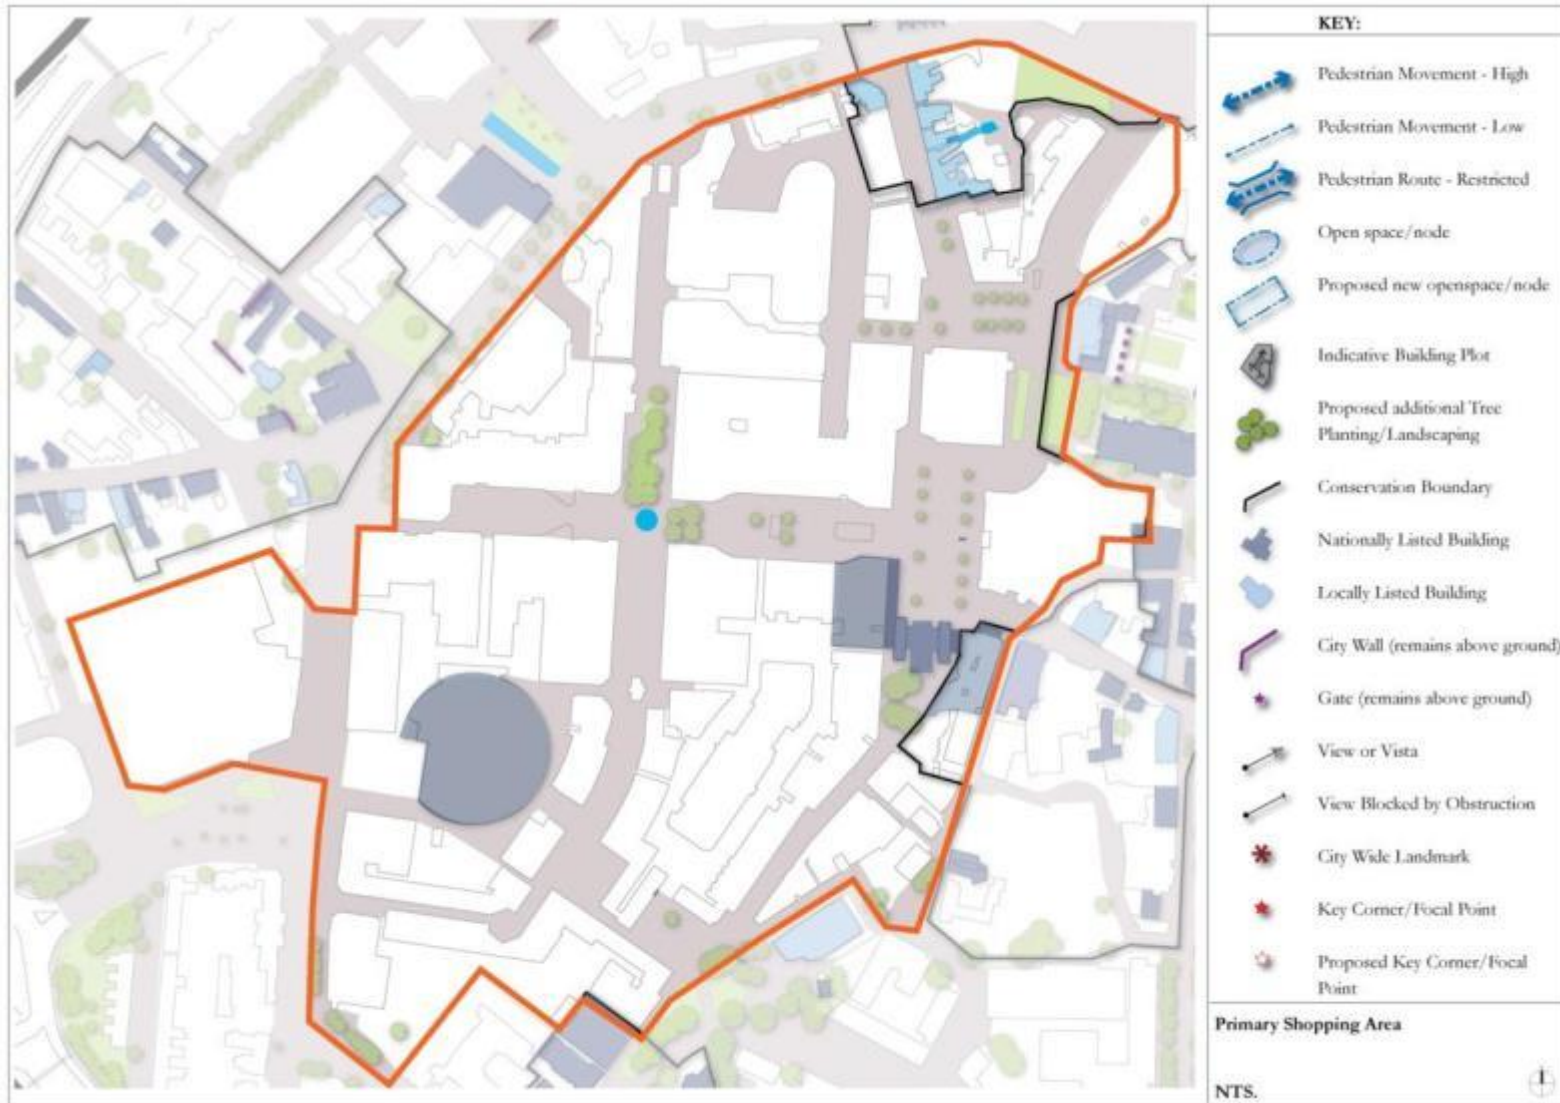 KEY:
Pedestrian Movement - High
Pedestrian Movement - Low
Pedestrian Route - Restricted
Open space/node
Proposed new openspace/node
Indicative Building Plot
Proposed additional Tree
Planting/Landscaping
Conservation Boundary
Nationally Listed Building
Locally Listed Building
City Wall (remains above ground)
Gate (remains above ground)
View or Vista
View Blocked by Obstruction
City Wide Landmark
Key Corner/Focal Point
Proposed Key Corner/Focal
Point
Primary Shopping Area
NTS.